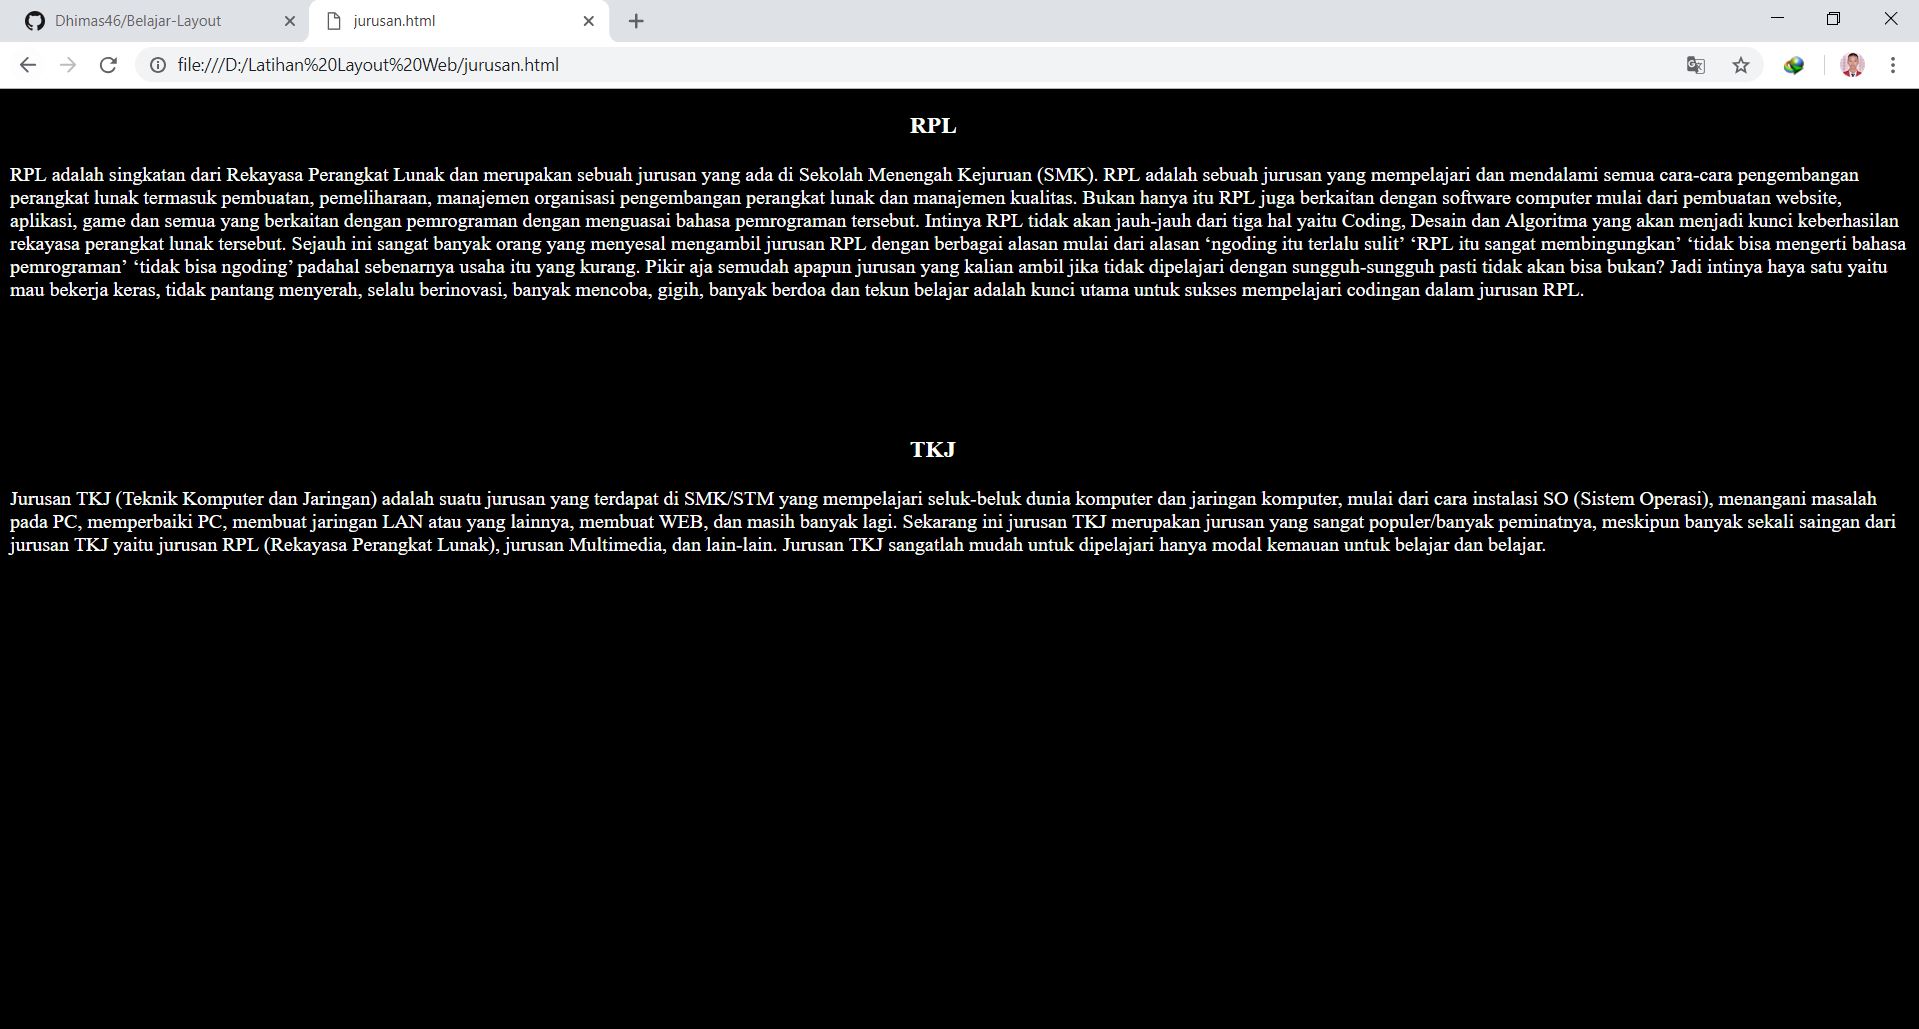 Dhimas46/Belajar-Layout
jurusan.html
file:///D:/Latihan%20Layout%20Web/jurusan.html
RPL
RPL adalah singkatan dari Rekayasa Perangkat Lunak dan merupakan sebuah jurusan yang ada di Sekolah Menengah Kejuruan (SMK). RPL adalah sebuah jurusan yang mempelajari dan mendalami semua cara-cara pengembangan
perangkat lunak termasuk pembuatan, pemeliharaan, manajemen organisasi pengembangan perangkat lunak dan manajemen kualitas. Bukan hanya itu RPL juga berkaitan dengan software computer mulai dari pembuatan website,
aplikasi, game dan semua yang berkaitan dengan pemrograman dengan menguasai bahasa pemrograman tersebut. Intinya RPL tidak akan jauh-jauh dari tiga hal yaitu Coding, Desain dan Algoritma yang akan menjadi kunci keberhasilan
rekayasa perangkat lunak tersebut. Sejauh ini sangat banyak orang yang menyesal mengambil jurusan RPL dengan berbagai alasan mulai dari alasan ‘ngoding itu terlalu sulit’ ‘RPL itu sangat membingungkan’ ‘tidak bisa mengerti bahasa
pemrograman’ ‘tidak bisa ngoding’ padahal sebenarnya usaha itu yang kurang. Pikir aja semudah apapun jurusan yang kalian ambil jika tidak dipelajari dengan sungguh-sungguh pasti tidak akan bisa bukan? Jadi intinya haya satu yaitu
mau bekerja keras, tidak pantang menyerah, selalu berinovasi, banyak mencoba, gigih, banyak berdoa dan tekun belajar adalah kunci utama untuk sukses mempelajari codingan dalam jurusan RPL.
TKJ
Jurusan TKJ (Teknik Komputer dan Jaringan) adalah suatu jurusan yang terdapat di SMK/STM yang mempelajari seluk-beluk dunia komputer dan jaringan komputer, mulai dari cara instalasi SO (Sistem Operasi), menangani masalah
pada PC, memperbaiki PC, membuat jaringan LAN atau yang lainnya, membuat WEB, dan masih banyak lagi. Sekarang ini jurusan TKJ merupakan jurusan yang sangat populer/banyak peminatnya, meskipun banyak sekali saingan dari
jurusan TKJ yaitu jurusan RPL (Rekayasa Perangkat Lunak), jurusan Multimedia, dan lain-lain. Jurusan TKJ sangatlah mudah untuk dipelajari hanya modal kemauan untuk belajar dan belajar.